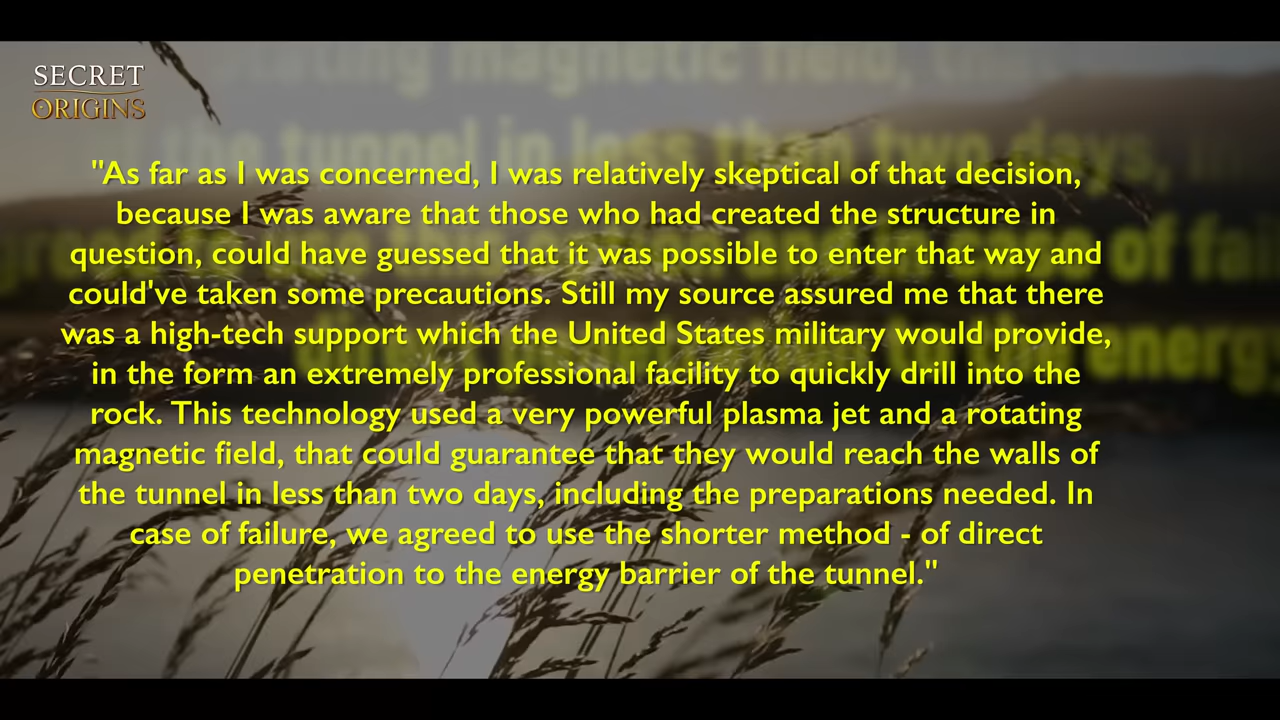 SECRET
ORIGINS
"As far as I was concerned, I was relatively skeptical of that decision,
because I was aware that those who had created the structure in
question, could have guessed that it was possible to enter that way and
could've taken some precautions. Still my source assured me that there
was a high-tech support which the United States military would provide,
in the form an extremely professional facility to quickly drill into the
rock. This technology used a very powerful plasma jet and a rotating
magnetic field, that could guarantee that they would reach the walls of
the tunnel in less than two days, including the preparations needed. In
case of failure, we agreed to use the shorter method - of direct
penetration to the energy barrier of the tunnel."